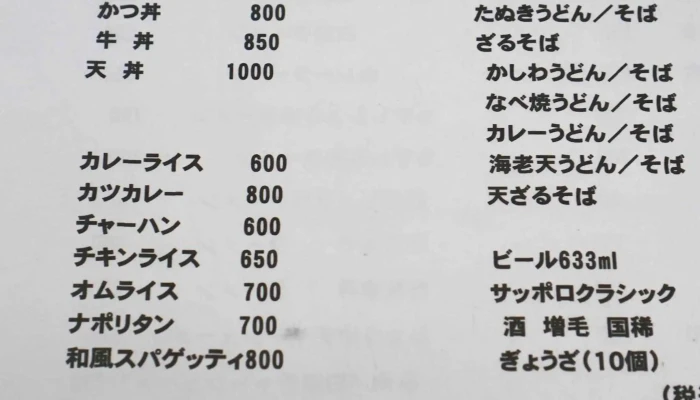 かつ丼 800
牛 丼 850
天 丼 1000
カレーライス 600
カツカレー 800
チャーハン 600
チキンライス 650
オムライス 700
ナポリタン 700
和風スパゲッティ800
たぬきうどん／そば
ざるそば
かしわうどん／そば
なべ焼うどん／そば
カレーうどん／そば
海老天うどん／そば
天ざるそば
ビール633ml
サッポロクラシック
酒 増毛 国稀
ぎょうざ（10個）
（税